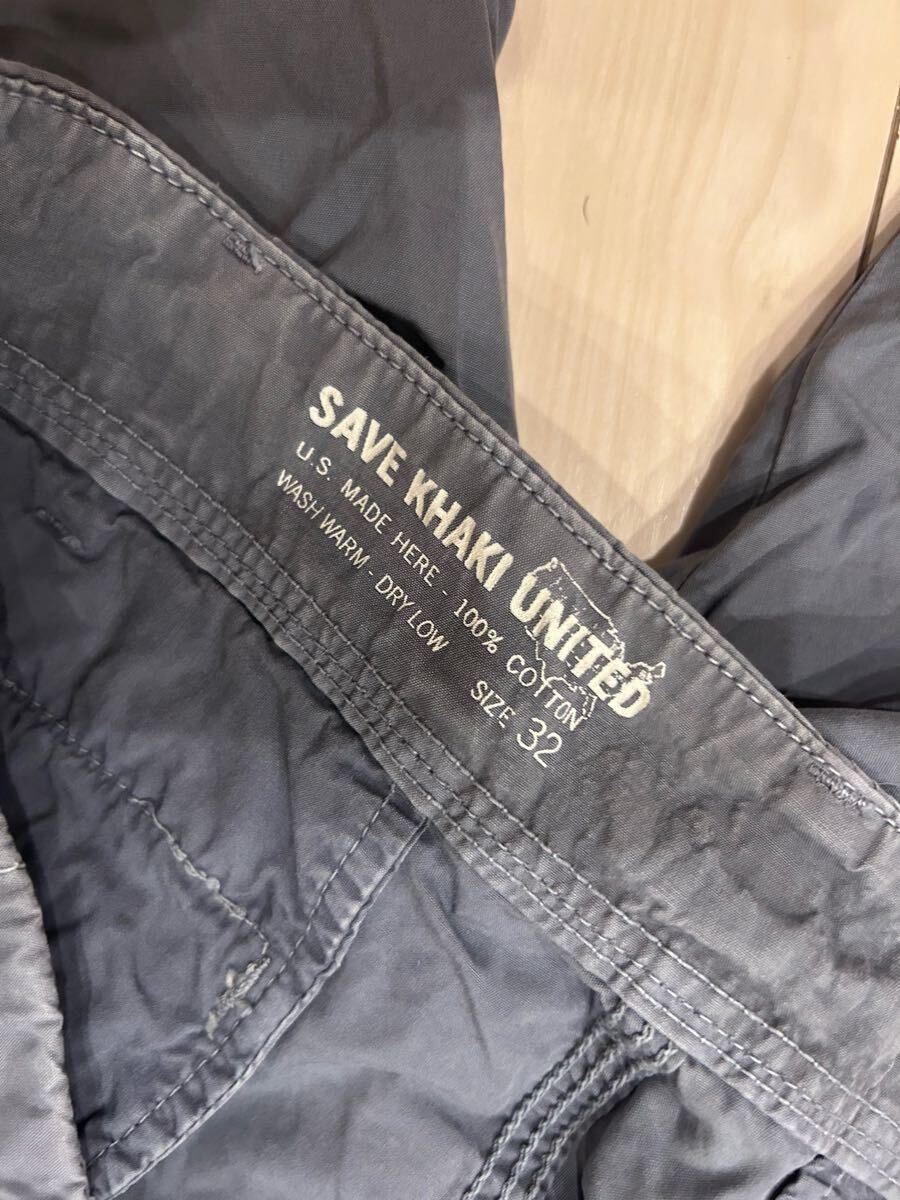 SAVE KHAKI UNITED
U.S. MADE HERE - 100% COTTON
WASH WARM - DRY LOW
SIZE 32